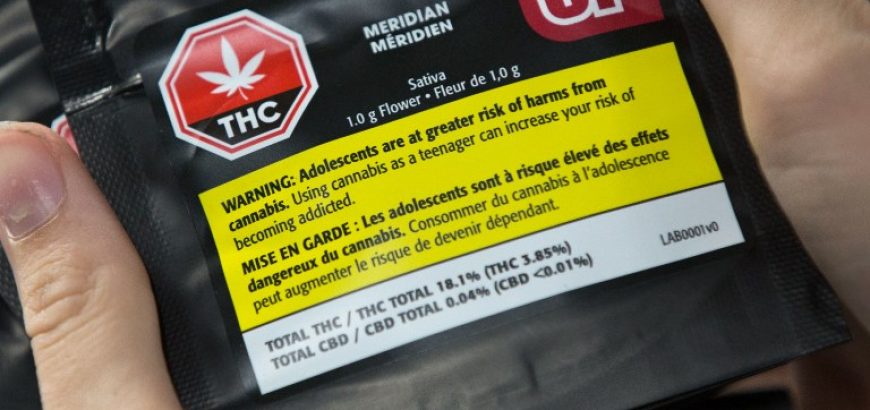 MERIDIAN
MÉRIDIEN
Sativa
1.0 g Flower • Fleur de 1,0 g
THC
WARNING: Adolescents are at greater risk of harms from
cannabis. Using cannabis as a teenager can increase your risk of
becoming addicted.
MISE EN GARDE : Les adolescents sont à risque élevé des effets
dangereux du cannabis. Consommer du cannabis à l'adolescence
peut augmenter le risque de devenir dépendant.
LAB0001v0
TOTAL THC / THC TOTAL 18.1% (THC 3.85%)
TOTAL CBD / CBD TOTAL 0.04% (CBD <0.01%)